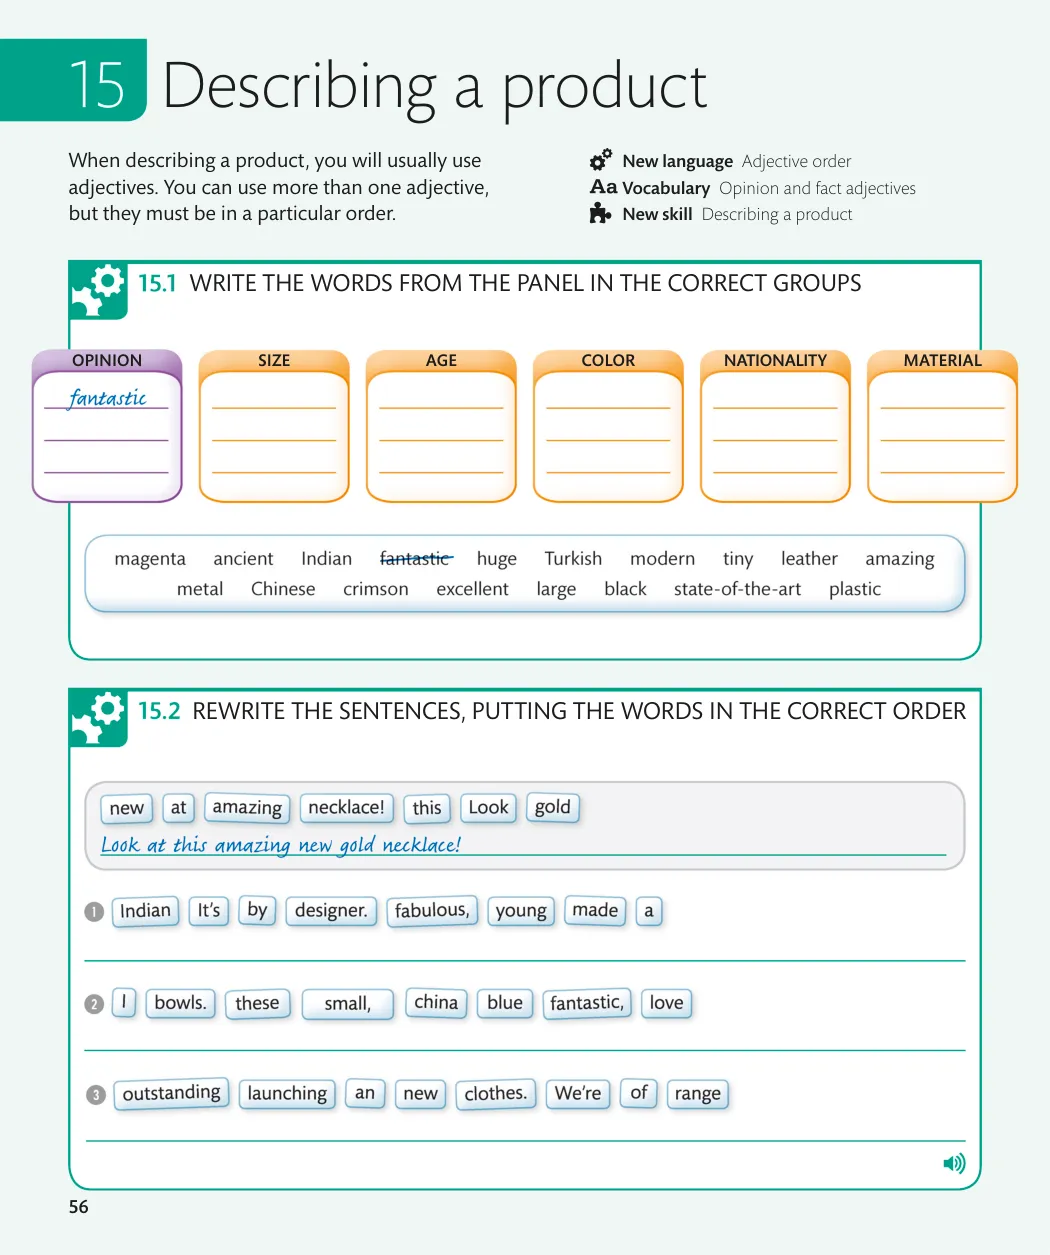 15 Describing a product
When describing a product, you will usually use
adjectives. You can use more than one adjective,
but they must be in a particular order.
New language Adjective order
Aa Vocabulary Opinion and fact adjectives
New skill Describing a product
15.1 WRITE THE WORDS FROM THE PANEL IN THE CORRECT GROUPS
OPINION SIZE AGE COLOR NATIONALITY MATERIAL
fantastic
magenta ancient Indian fantastic huge Turkish modern tiny leather amazing
metal Chinese crimson excellent large black state-of-the-art plastic
15.2 REWRITE THE SENTENCES, PUTTING THE WORDS IN THE CORRECT ORDER
new at amazing necklace! this Look gold
Look at this amazing new gold necklace!
1 Indian It's by designer. fabulous, young made a
2 I bowls. these small, china blue fantastic, love
3 outstanding launching an new clothes. We're of range
56